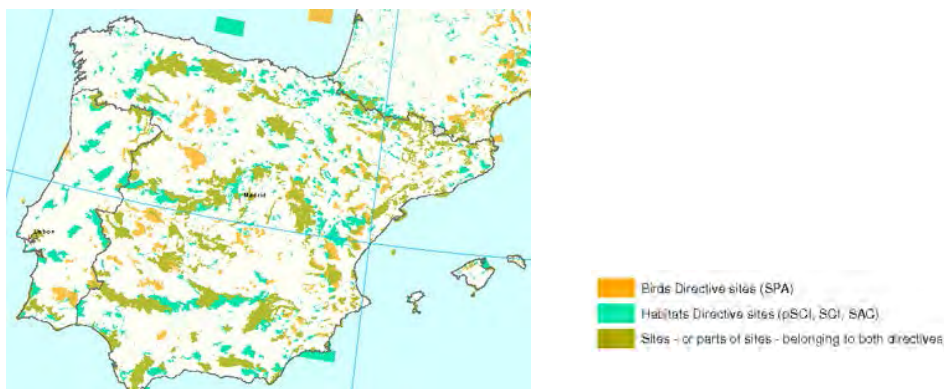 Madrid
Lisboa
Birds Directive sites (SPA)
Habitats Directive sites (pSCI, SCI, SAC)
Sites - or parts of sites - belonging to both directives